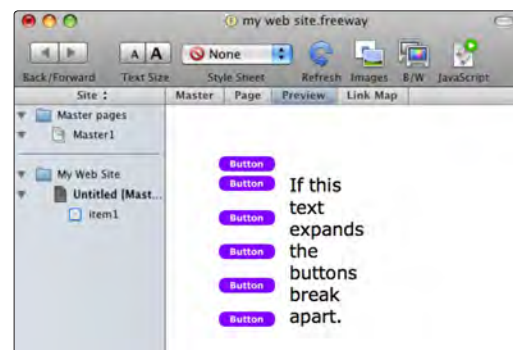 my web site.freeway
A A
None
Back/Forward Text Size Style Sheet Refresh Images B/W JavaScript
Site Master Page Preview Link Map
Master pages
Master1
My Web Site
Untitled (Mast...
item1
Button
Button If this
text
Button
expands
Button the
buttons
Button
break
Button apart.